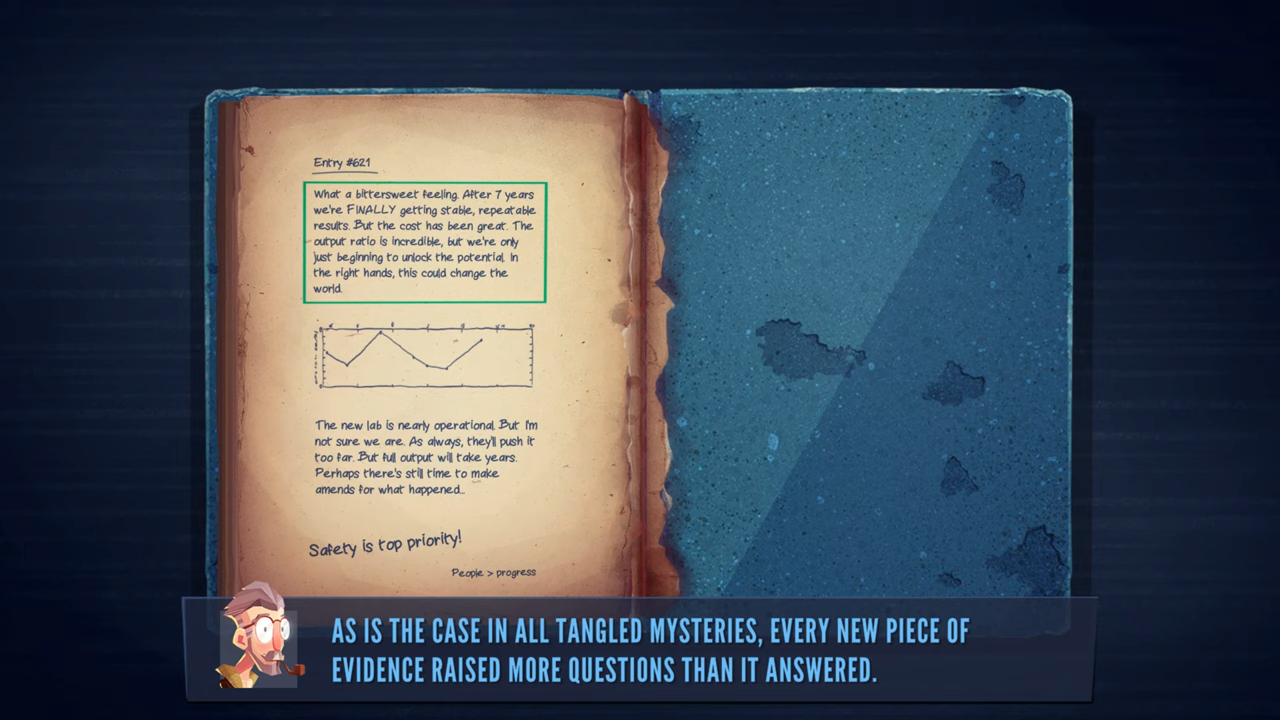 Entry #621
What a bittersweet feeling. After 7 years
we're FINALLY getting stable, repeatable
results. But the cost has been great. The
output ratio is incredible, but we're only
just beginning to unlock the potential. In
the right hands, this could change the
world.
The new lab is nearly operational. But I'm
not sure we are. As always, they'll push it
too far. But full output will take years.
Perhaps there's still time to make
amends for what happened...
Safety is top priority!
People > progress
AS IS THE CASE IN ALL TANGLED MYSTERIES, EVERY NEW PIECE OF
EVIDENCE RAISED MORE QUESTIONS THAN IT ANSWERED.